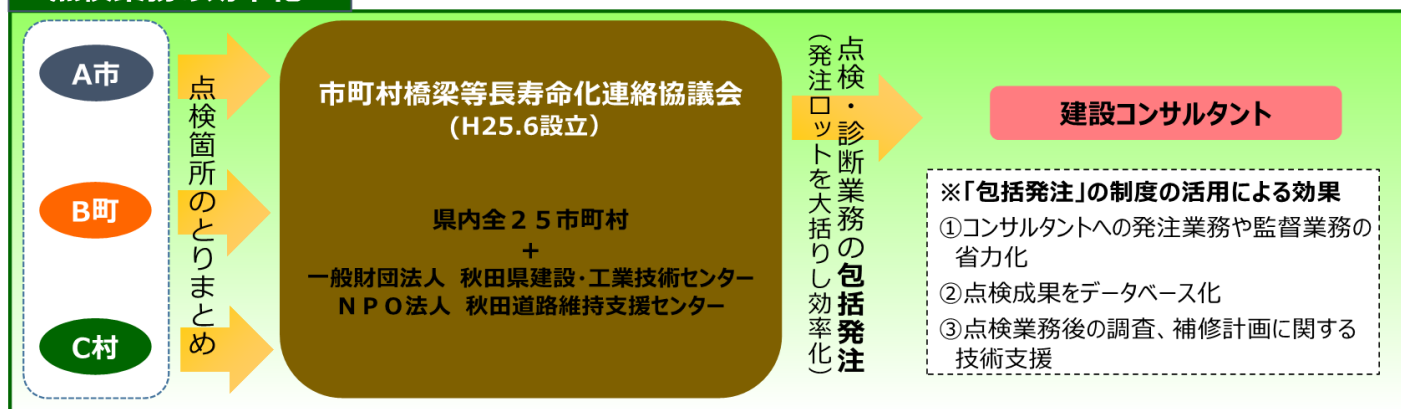 A市
B町
C村
点検箇所のとりまとめ
市町村橋梁等長寿命化連絡協議会
(H25.6設立）
県内全２５市町村
+
一般財団法人 秋田県建設・工業技術センター
ＮＰＯ法人 秋田道路維持支援センター
点検・診断業務の包括発注
（発注ロットを大括りし効率化）
建設コンサルタント
※「包括発注」の制度の活用による効果
①コンサルタントへの発注業務や監督業務の
省力化
②点検成果をデータベース化
③点検業務後の調査、補修計画に関する
技術支援